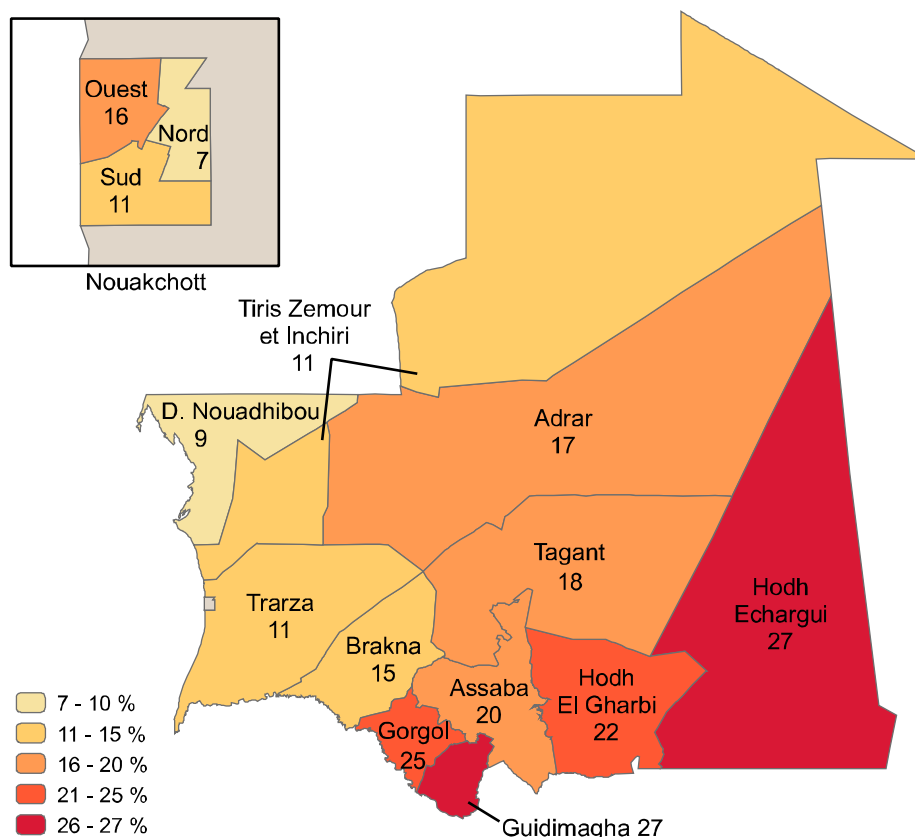 Ouest
16
Nord
7
Sud
11
Nouakchott
Tiris Zemour
et Inchiri
11
D. Nouadhibou
9
Adrar
17
Tagant
18
Hodh
Echargui
27
Trarza
11
Brakna
15
Assaba
20
Hodh
El Gharbi
22
Gorgol
25
Guidimagha 27
7 - 10 %
11 - 15 %
16 - 20 %
21 - 25 %
26 - 27 %